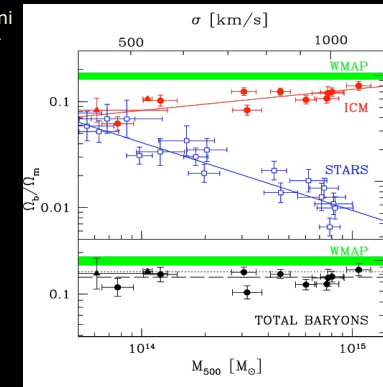 ni
σ [km/s]
500 1000
WMAP
0.1
ICM
STARS
Ω_b/Ω_m
0.01
WMAP
0.1
TOTAL BARYONS
10^14 10^15
M_500 [M_⊙]